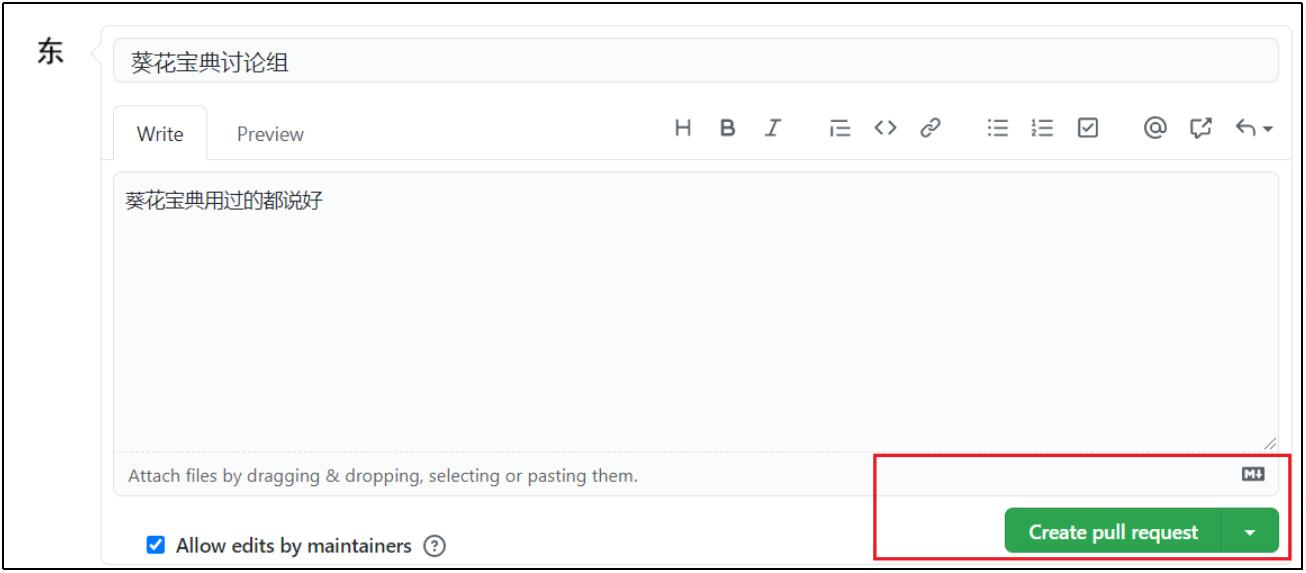 东
葵花宝典讨论组
Write Preview
葵花宝典用过的都说好
Attach files by dragging & dropping, selecting or pasting them.
Allow edits by maintainers
Create pull request